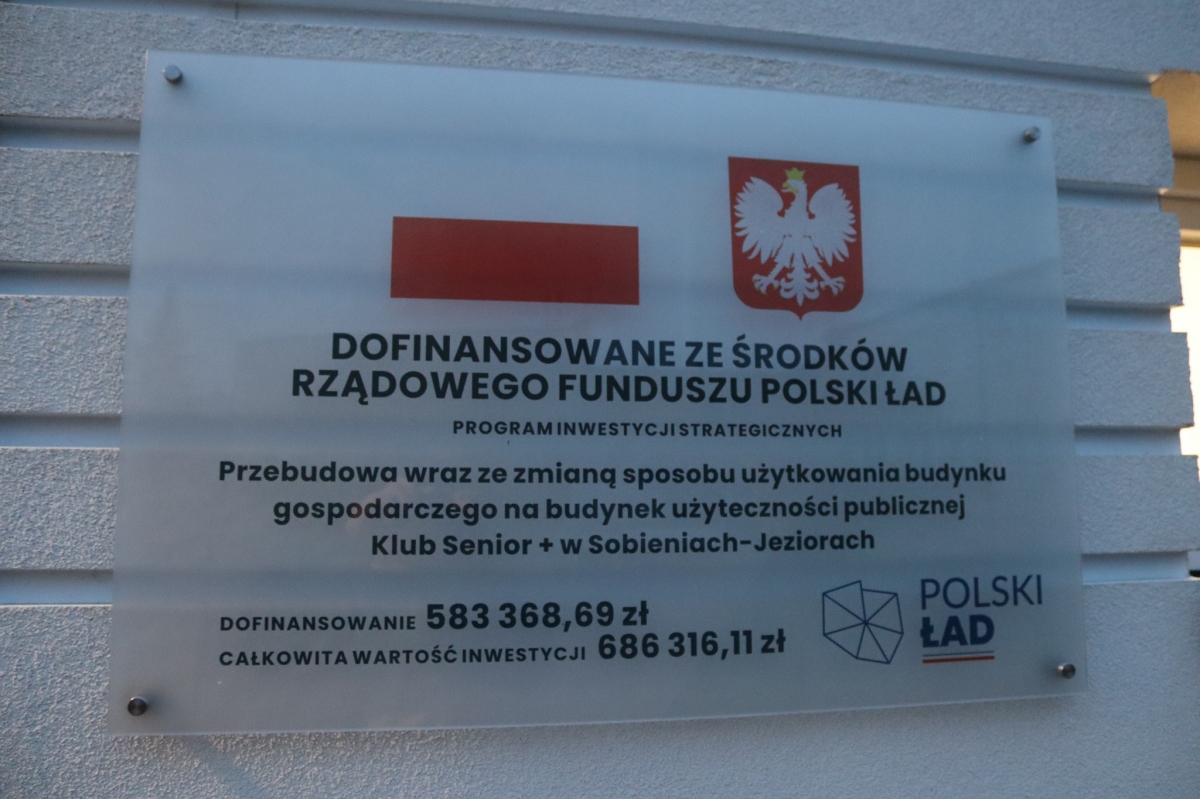 DOFINANSOWANE ZE ŚRODKÓW
RZĄDOWEGO FUNDUSZU POLSKI ŁAD
PROGRAM INWESTYCJI STRATEGICZNYCH
Przebudowa wraz ze zmianą sposobu użytkowania budynku
gospodarczego na budynek użyteczności publicznej
Klub Senior + w Sobieniach-Jeziorach
DOFINANSOWANIE 583 368,69 zł
CAŁKOWITA WARTOŚĆ INWESTYCJI 686 316,11 zł
POLSKI
ŁAD